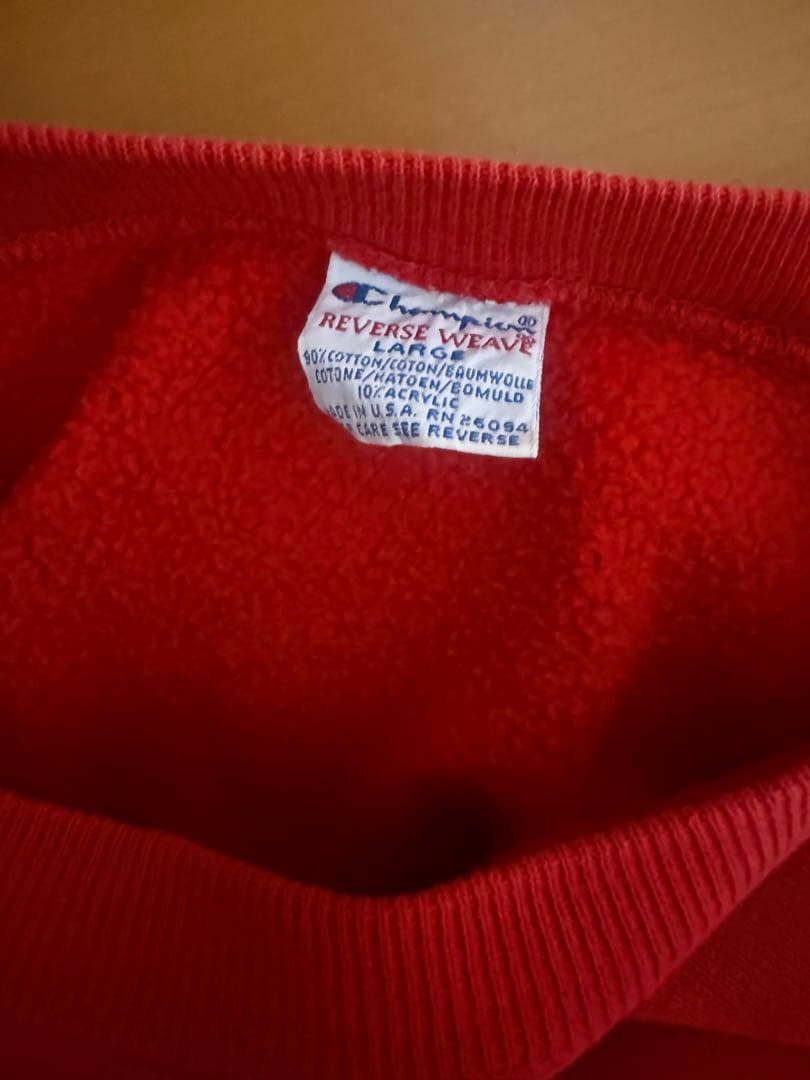 Champion®
REVERSE WEAVE®
LARGE
90% COTTON/COTON/BAUMWOLLE
COTONE/KATOEN/BOMULD
10% ACRYLIC
ADE IN U.S.A. RN 26094
CARE SEE REVERSE